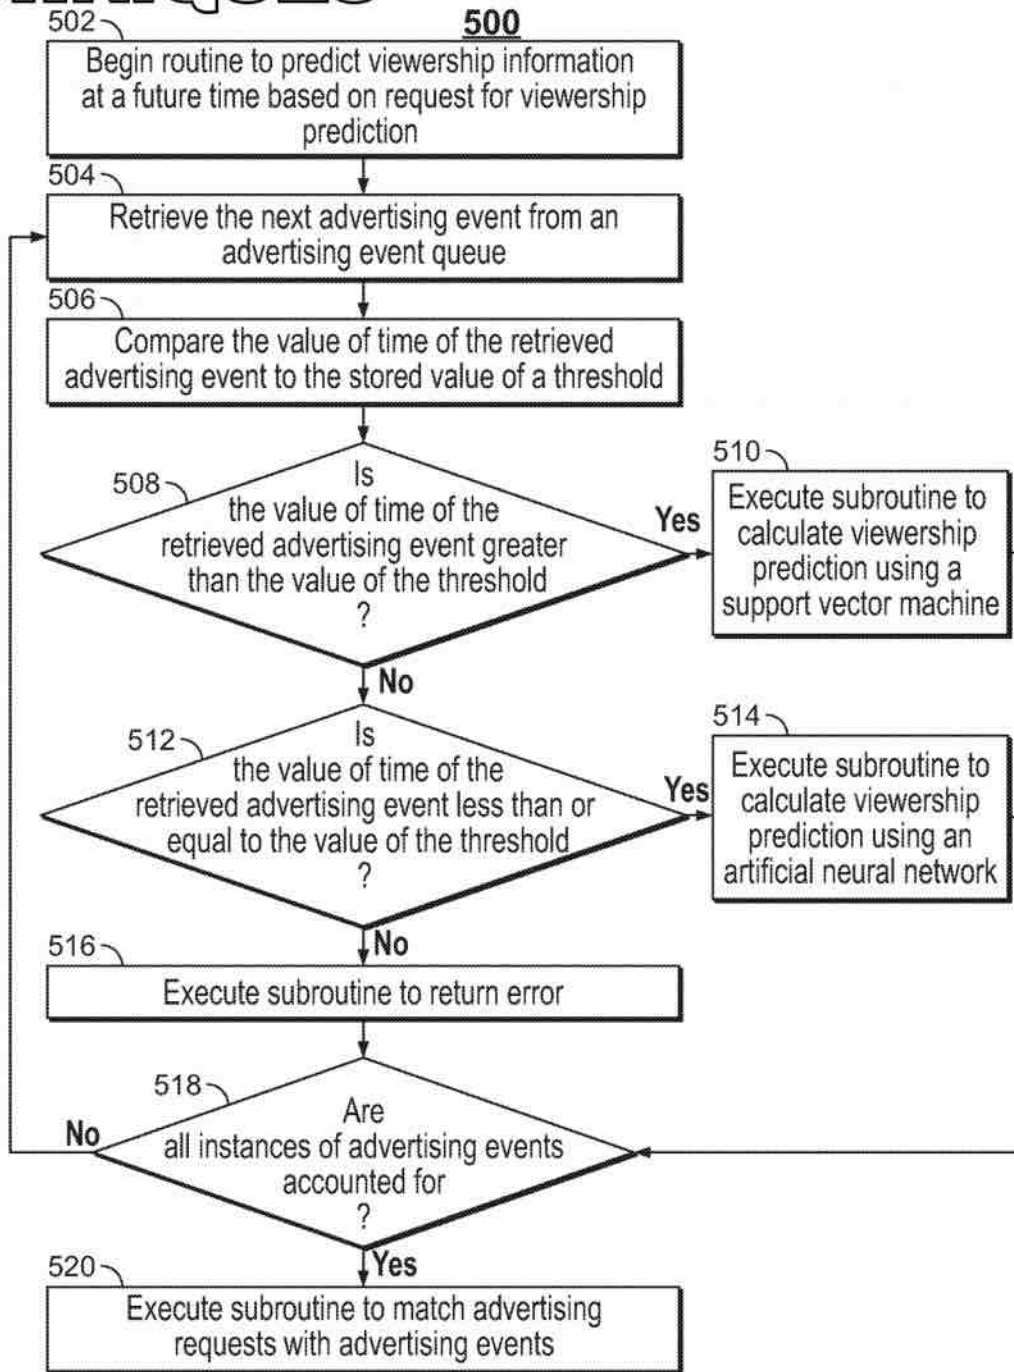 502
500
Begin routine to predict viewership information
at a future time based on request for viewership
prediction
504
Retrieve the next advertising event from an
advertising event queue
506
Compare the value of time of the retrieved
advertising event to the stored value of a threshold
508
Is
the value of time of the
retrieved advertising event greater
than the value of the threshold
?
Yes
510
Execute subroutine to
calculate viewership
prediction using a
support vector machine
No
512
Is
the value of time of the
retrieved advertising event less than or
equal to the value of the threshold
?
Yes
514
Execute subroutine to
calculate viewership
prediction using an
artificial neural network
No
516
Execute subroutine to return error
518
Are
all instances of advertising events
accounted for
?
No
Yes
520
Execute subroutine to match advertising
requests with advertising events